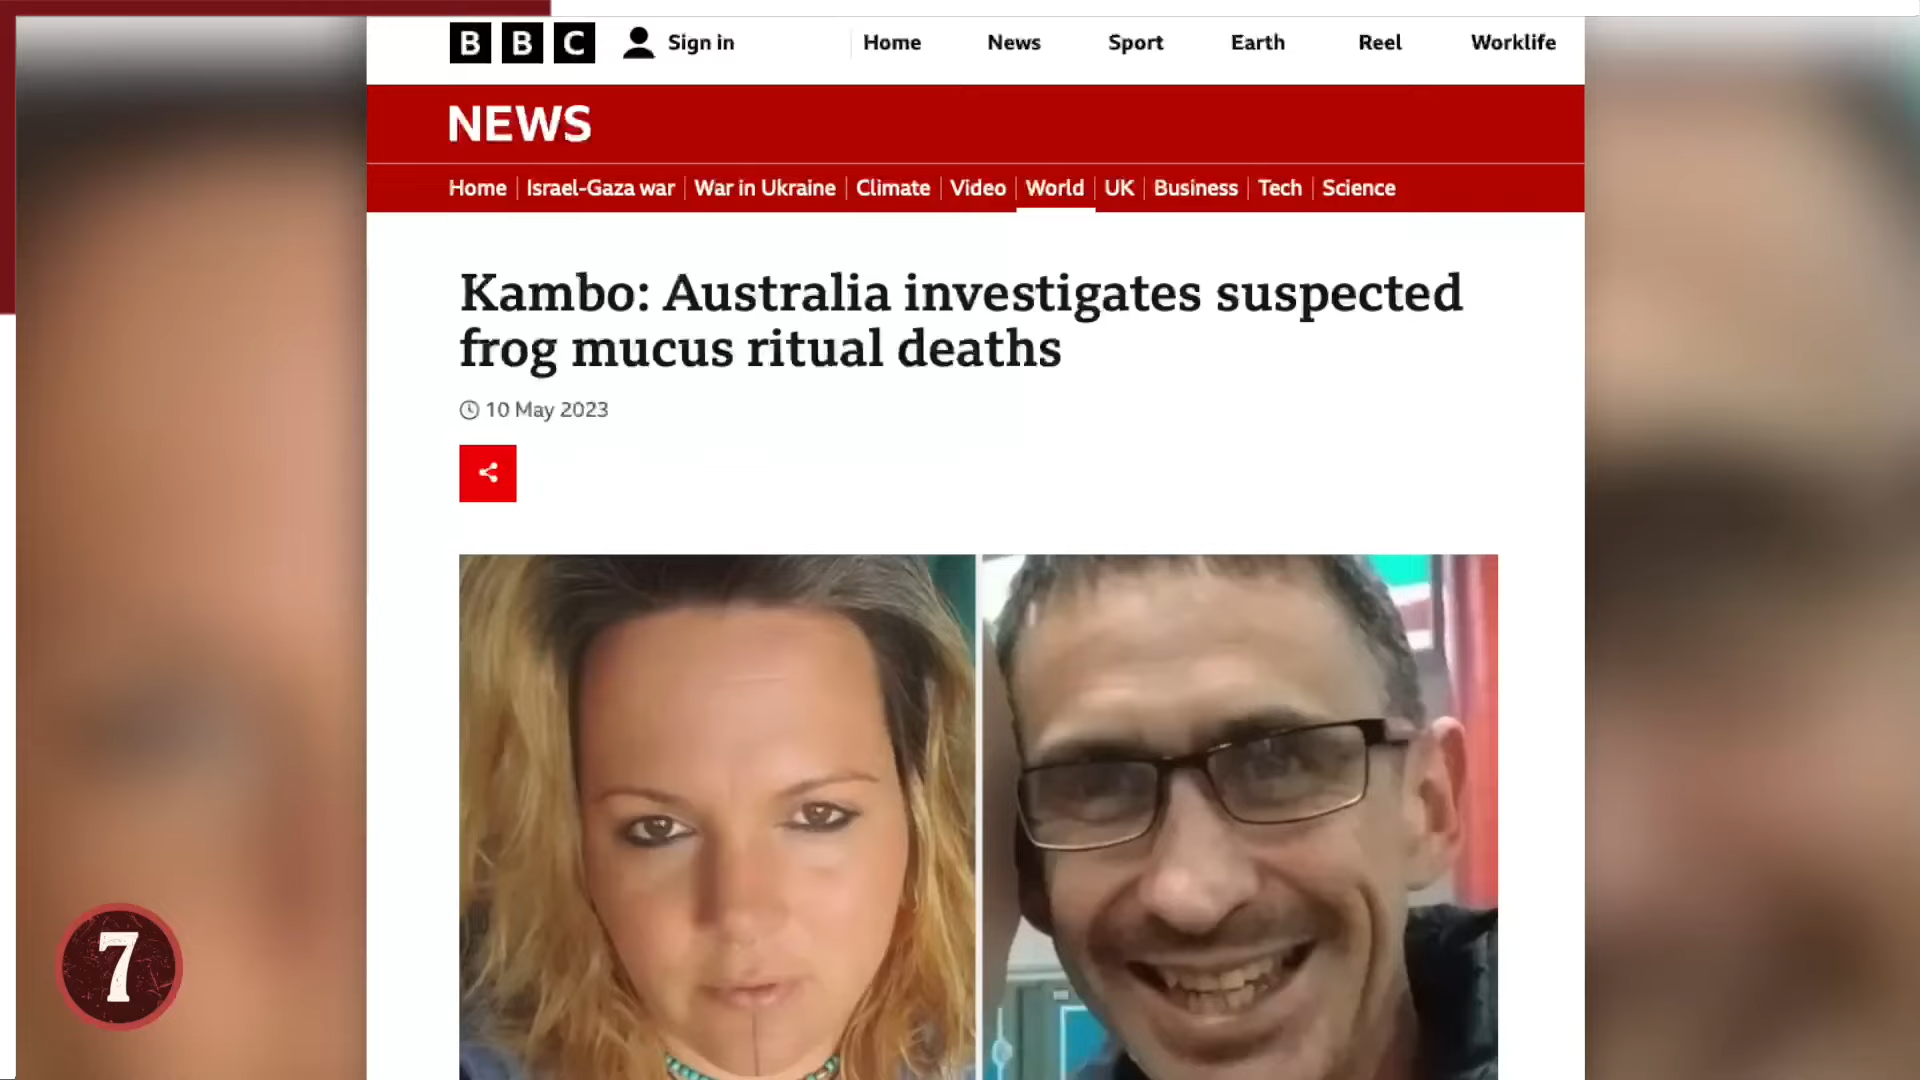 BBC Sign in Home News Sport Earth Reel Worklife
NEWS
Home Israel-Gaza war War in Ukraine Climate Video World UK Business Tech Science
Kambo: Australia investigates suspected
frog mucus ritual deaths
10 May 2023
7